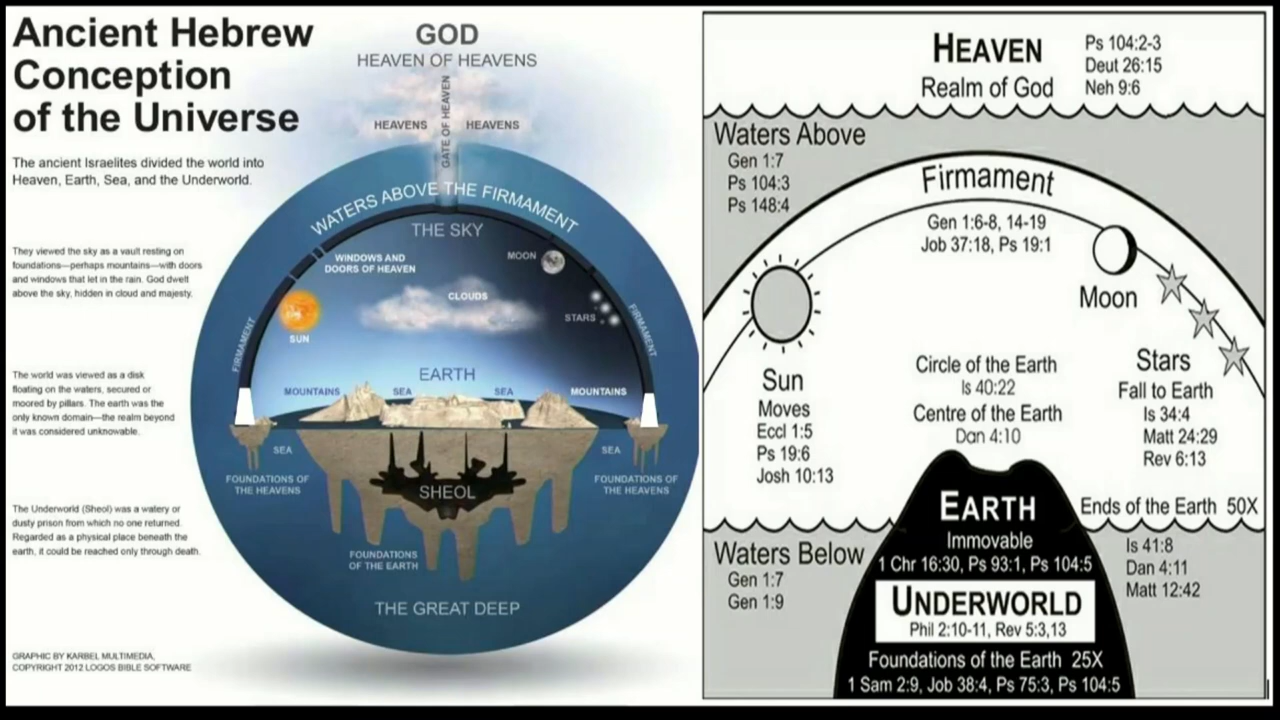 Ancient Hebrew
Conception
of the Universe
The ancient Israelites divided the world into
Heaven, Earth, Sea, and the Underworld.
They viewed the sky as a vault resting on
foundations—perhaps mountains—with doors
and windows that let in the rain. God dwelt
above the sky, hidden in cloud and majesty.
The world was viewed as a disk
floating on the waters, secured or
moored by pillars. The earth was the
only known domain—the realm beyond
it was considered unknowable.
The Underworld (Sheol) was a watery or
dusty prison from which no one returned.
Regarded as a physical place beneath the
earth, it could be reached only through death.
GRAPHIC BY KARBEL MULTIMEDIA,
COPYRIGHT 2012 LOGOS BIBLE SOFTWARE
GOD
HEAVEN OF HEAVENS
GATE OF HEAVEN
HEAVENS
HEAVENS
WATERS ABOVE THE FIRMAMENT
THE SKY
WINDOWS AND
DOORS OF HEAVEN
MOON
CLOUDS
STARS
SUN
FIRMAMENT
FIRMAMENT
EARTH
MOUNTAINS
SEA
SEA
MOUNTAINS
SEA
SEA
FOUNDATIONS OF
THE HEAVENS
FOUNDATIONS OF
THE HEAVENS
SHEOL
FOUNDATIONS
OF THE EARTH
THE GREAT DEEP
HEAVEN
Realm of God
Ps 104:2-3
Deut 26:15
Neh 9:6
Waters Above
Gen 1:7
Ps 104:3
Ps 148:4
Firmament
Gen 1:6-8, 14-19
Job 37:18, Ps 19:1
Moon
Sun
Moves
Eccl 1:5
Ps 19:6
Josh 10:13
Circle of the Earth
Is 40:22
Centre of the Earth
Dan 4:10
Stars
Fall to Earth
Is 34:4
Matt 24:29
Rev 6:13
EARTH
Immovable
1 Chr 16:30, Ps 93:1, Ps 104:5
Ends of the Earth 50X
Is 41:8
Dan 4:11
Matt 12:42
Waters Below
Gen 1:7
Gen 1:9
UNDERWORLD
Phil 2:10-11, Rev 5:3,13
Foundations of the Earth 25X
1 Sam 2:9, Job 38:4, Ps 75:3, Ps 104:5